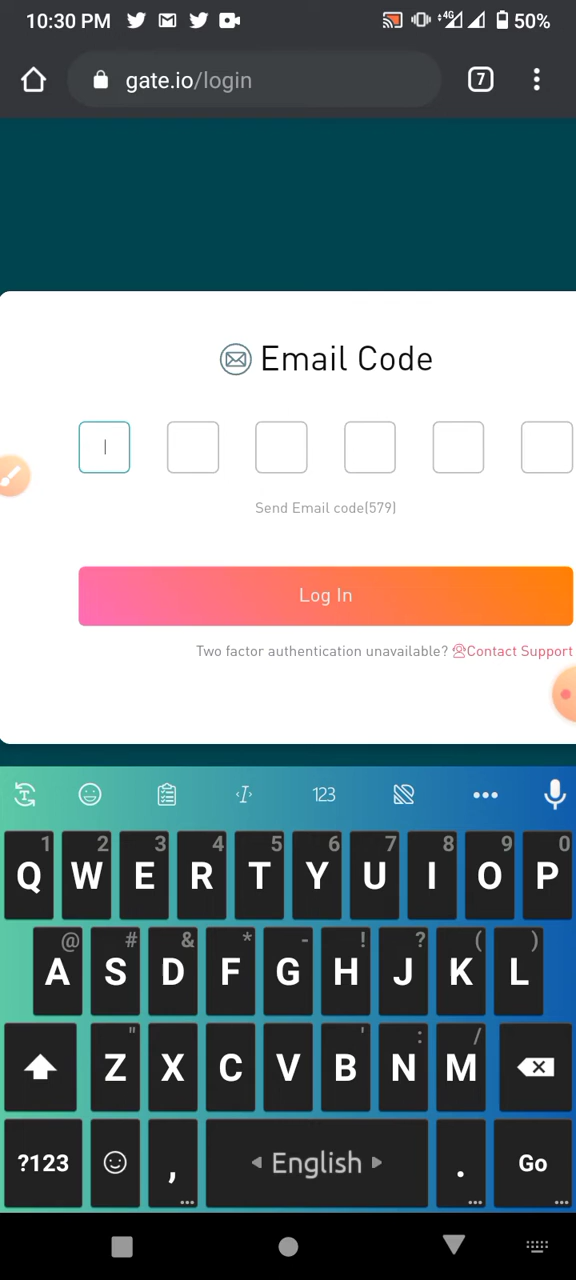 10:30 PM 4G 50%
gate.io/login 7
Email Code
Send Email code(579)
Log In
Two factor authentication unavailable? Contact Support
T 123
1 2 3 4 5 6 7 8 9 0
Q W E R T Y U I O P
@ # & * - ! ? ( )
A S D F G H J K L
" ' : /
Z X C V B N M
?123 , English . Go